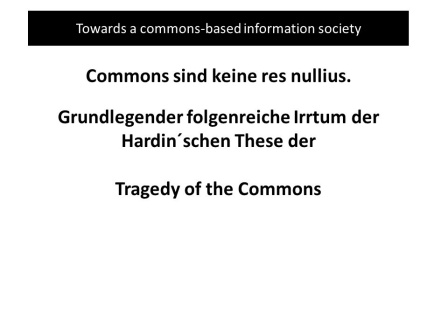 Towards a commons-based information society
Commons sind keine res nullius.
Grundlegender folgenreiche Irrtum der
Hardin´schen These der
Tragedy of the Commons